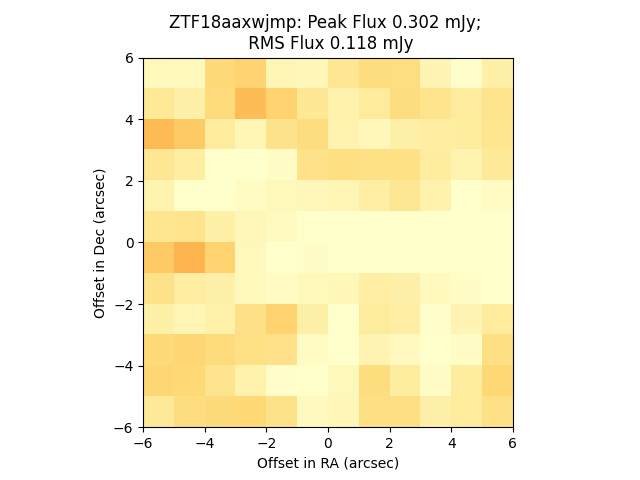 ZTF18aaxwjmp: Peak Flux 0.302 mJy;
RMS Flux 0.118 mJy
6
4
2
0
−2
−4
−6
Offset in Dec (arcsec)
−6 −4 −2 0 2 4 6
Offset in RA (arcsec)